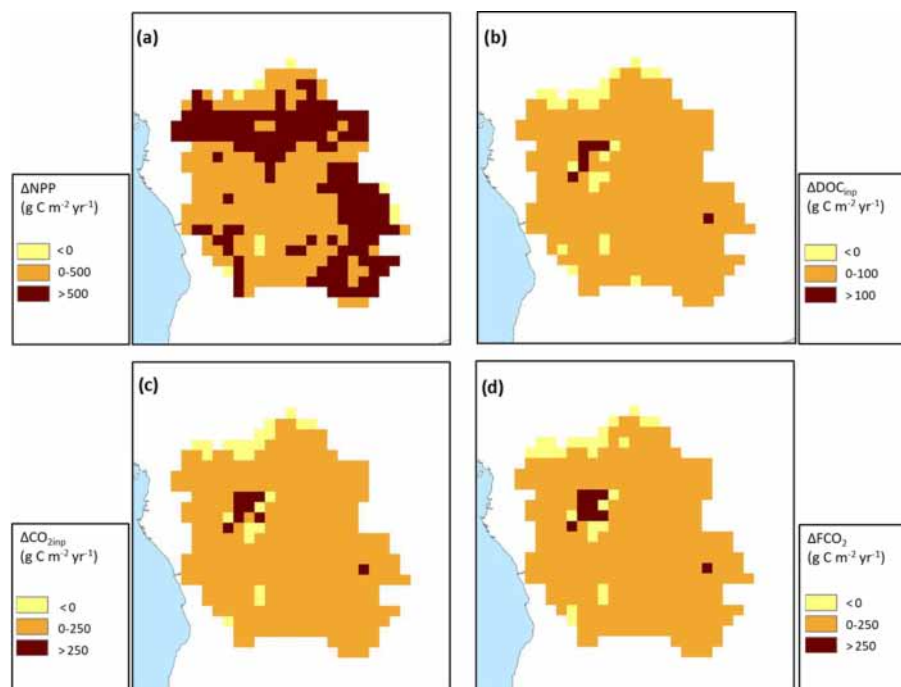 (a)
(b)
ΔNPP
(g C m⁻² yr⁻¹)
< 0
0-500
> 500
ΔDOCinp
(g C m⁻² yr⁻¹)
< 0
0-100
> 100
(c)
(d)
ΔCO2inp
(g C m⁻² yr⁻¹)
< 0
0-250
> 250
ΔFCO2
(g C m⁻² yr⁻¹)
< 0
0-250
> 250